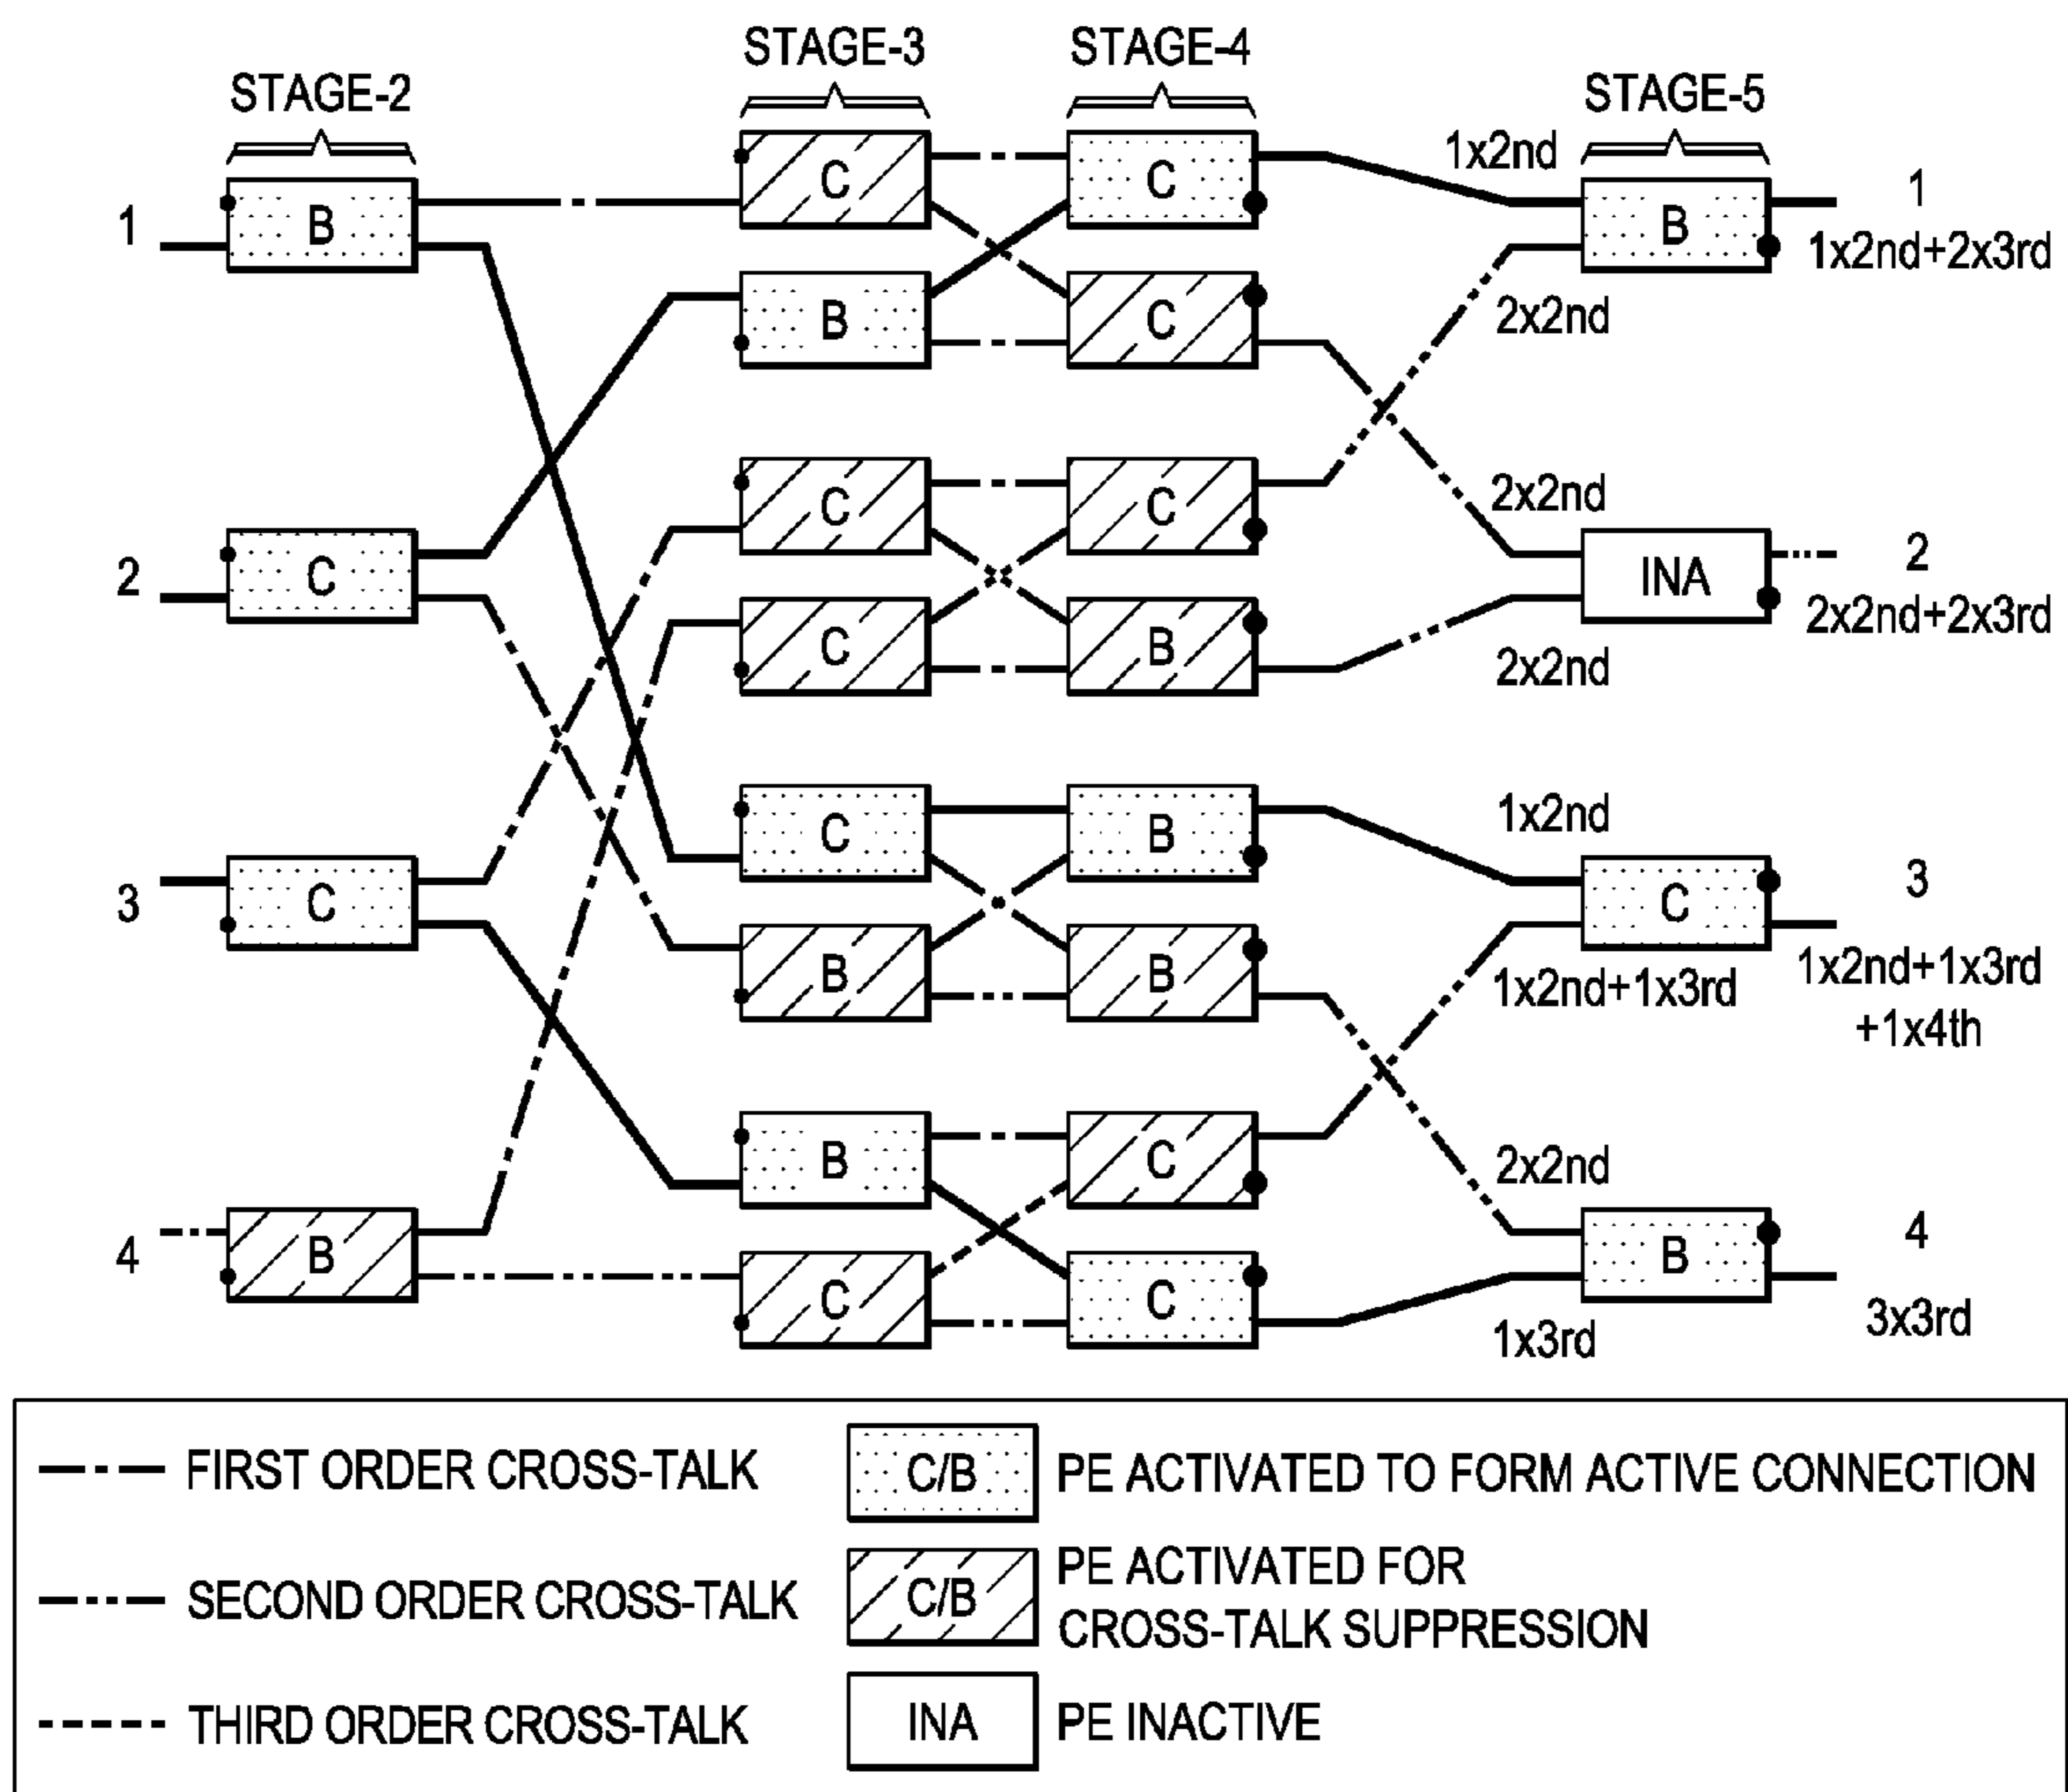 STAGE-2
STAGE-3
STAGE-4
STAGE-5
1
B
C
C
1x2nd
B
1
1x2nd+2x3rd
B
C
2x2nd
2
C
C
C
2x2nd
INA
2
2x2nd+2x3rd
C
B
2x2nd
3
C
C
B
1x2nd
C
3
1x2nd+1x3rd
+1x4th
B
B
1x2nd+1x3rd
4
B
B
C
2x2nd
B
4
3x3rd
C
C
1x3rd
FIRST ORDER CROSS-TALK
C/B
PE ACTIVATED TO FORM ACTIVE CONNECTION
SECOND ORDER CROSS-TALK
C/B
PE ACTIVATED FOR
CROSS-TALK SUPPRESSION
THIRD ORDER CROSS-TALK
INA
PE INACTIVE